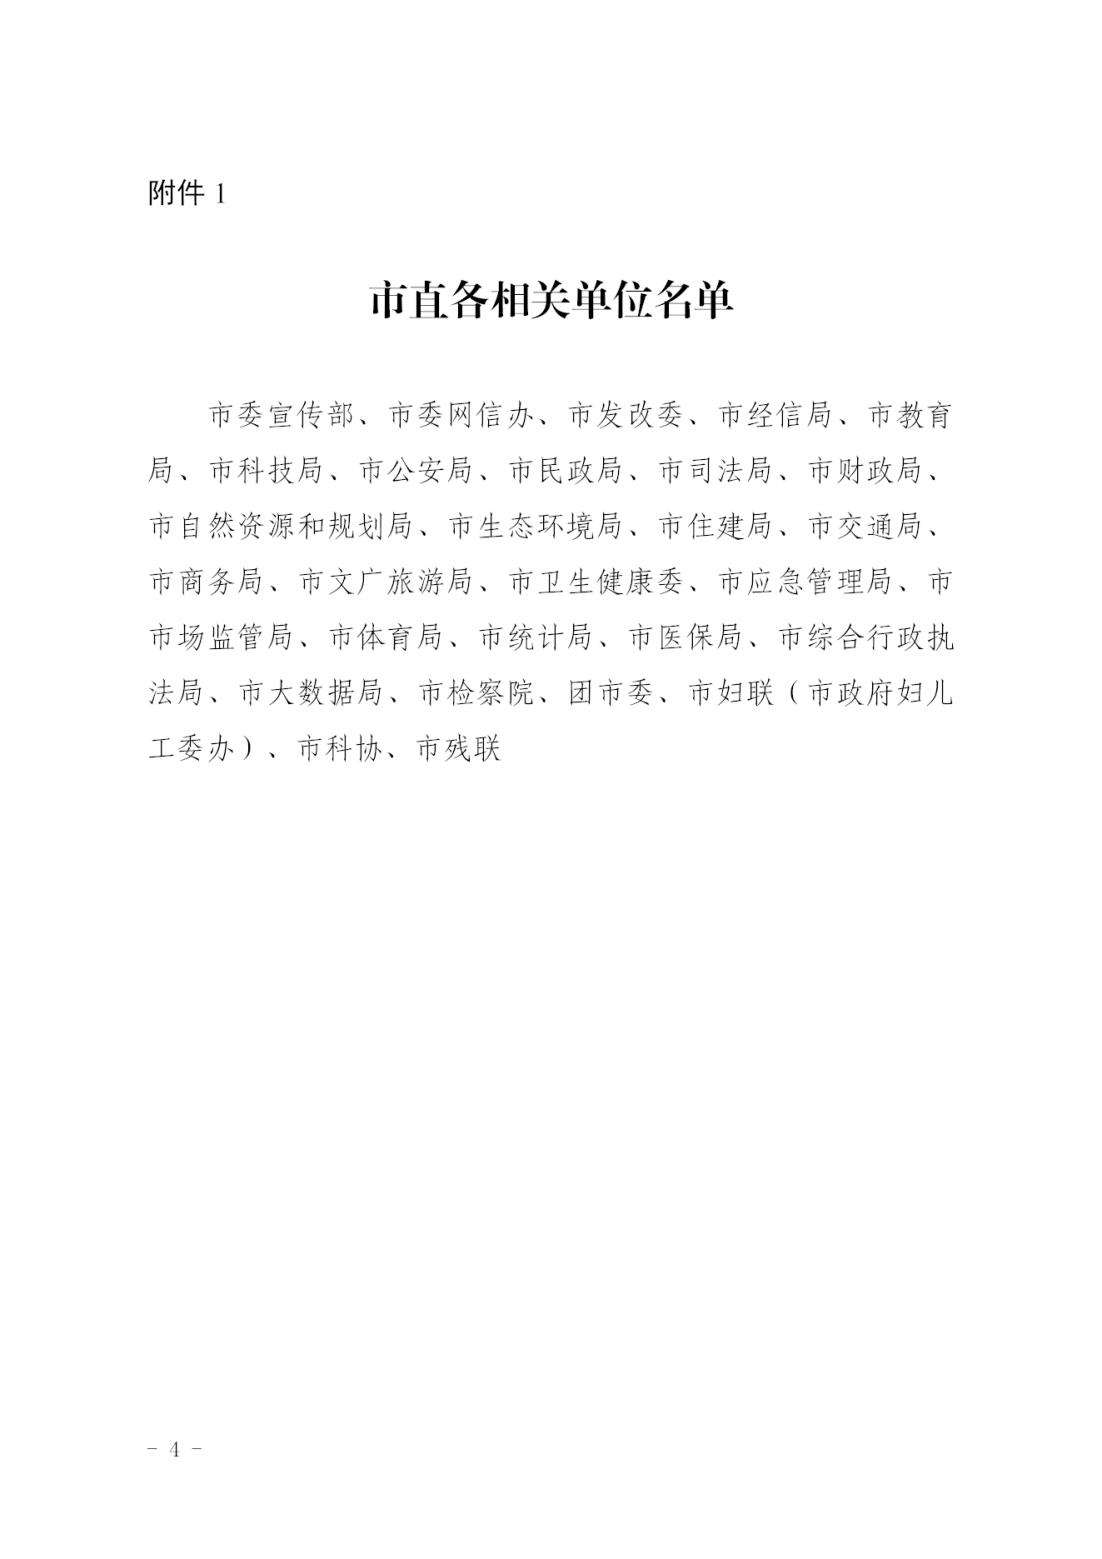 附件 1
市直各相关单位名单
市委宣传部、市委网信办、市发改委、市经信局、市教育
局、市科技局、市公安局、市民政局、市司法局、市财政局、
市自然资源和规划局、市生态环境局、市住建局、市交通局、
市商务局、市文广旅游局、市卫生健康委、市应急管理局、市
市场监管局、市体育局、市统计局、市医保局、市综合行政执
法局、市大数据局、市检察院、团市委、市妇联（市政府妇儿
工委办）、市科协、市残联
- 4 -